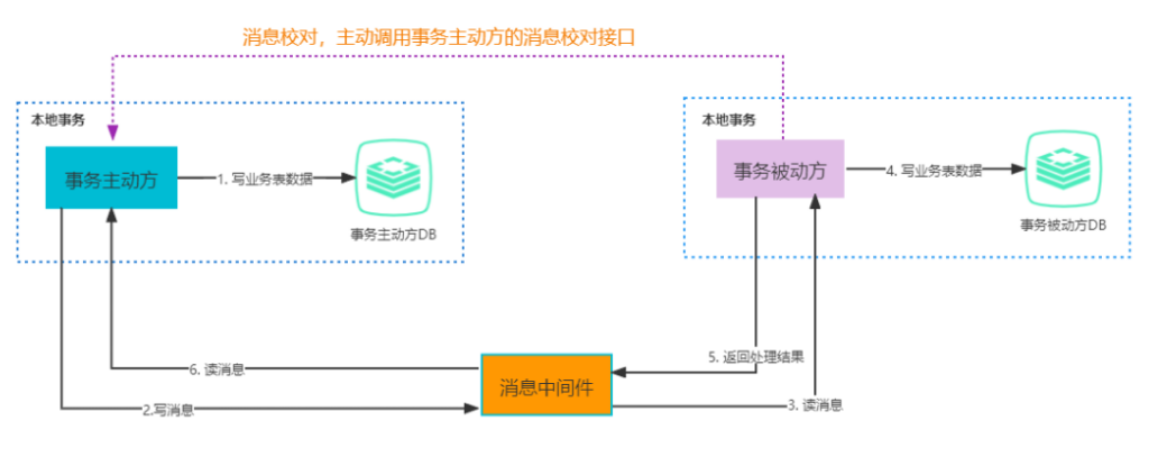 消息校对，主动调用事务主动方的消息校对接口
本地事务
事务主动方
1. 写业务表数据
事务主动方DB
本地事务
事务被动方
4. 写业务表数据
事务被动方DB
5. 返回处理结果
6. 读消息
消息中间件
2.写消息
3. 读消息